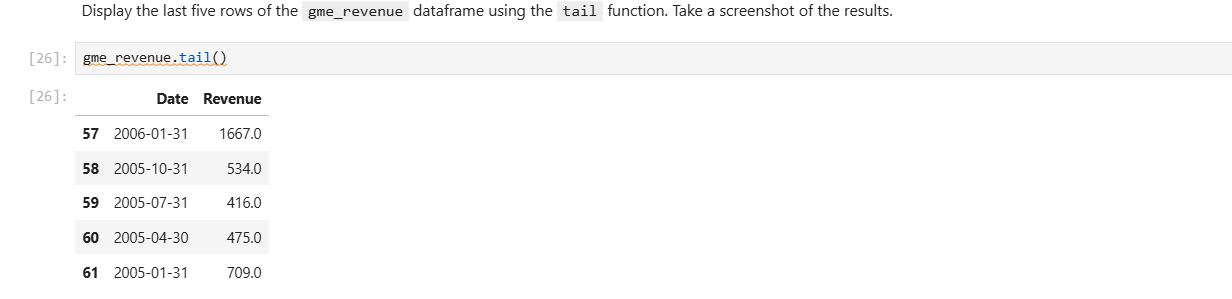 Display the last five rows of the gme_revenue dataframe using the tail function. Take a screenshot of the results.
[26]: gme_revenue.tail()
[26]:
Date Revenue
57 2006-01-31 1667.0
58 2005-10-31 534.0
59 2005-07-31 416.0
60 2005-04-30 475.0
61 2005-01-31 709.0